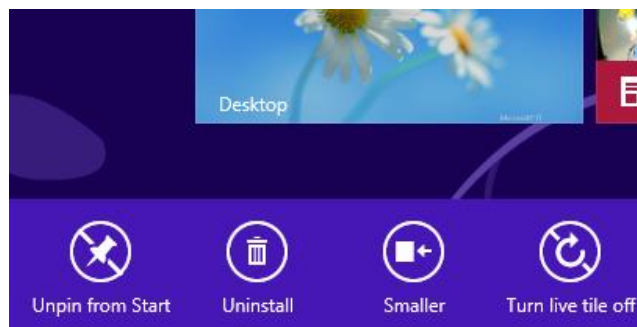 Desktop
Unpin from Start
Uninstall
Smaller
Turn live tile off